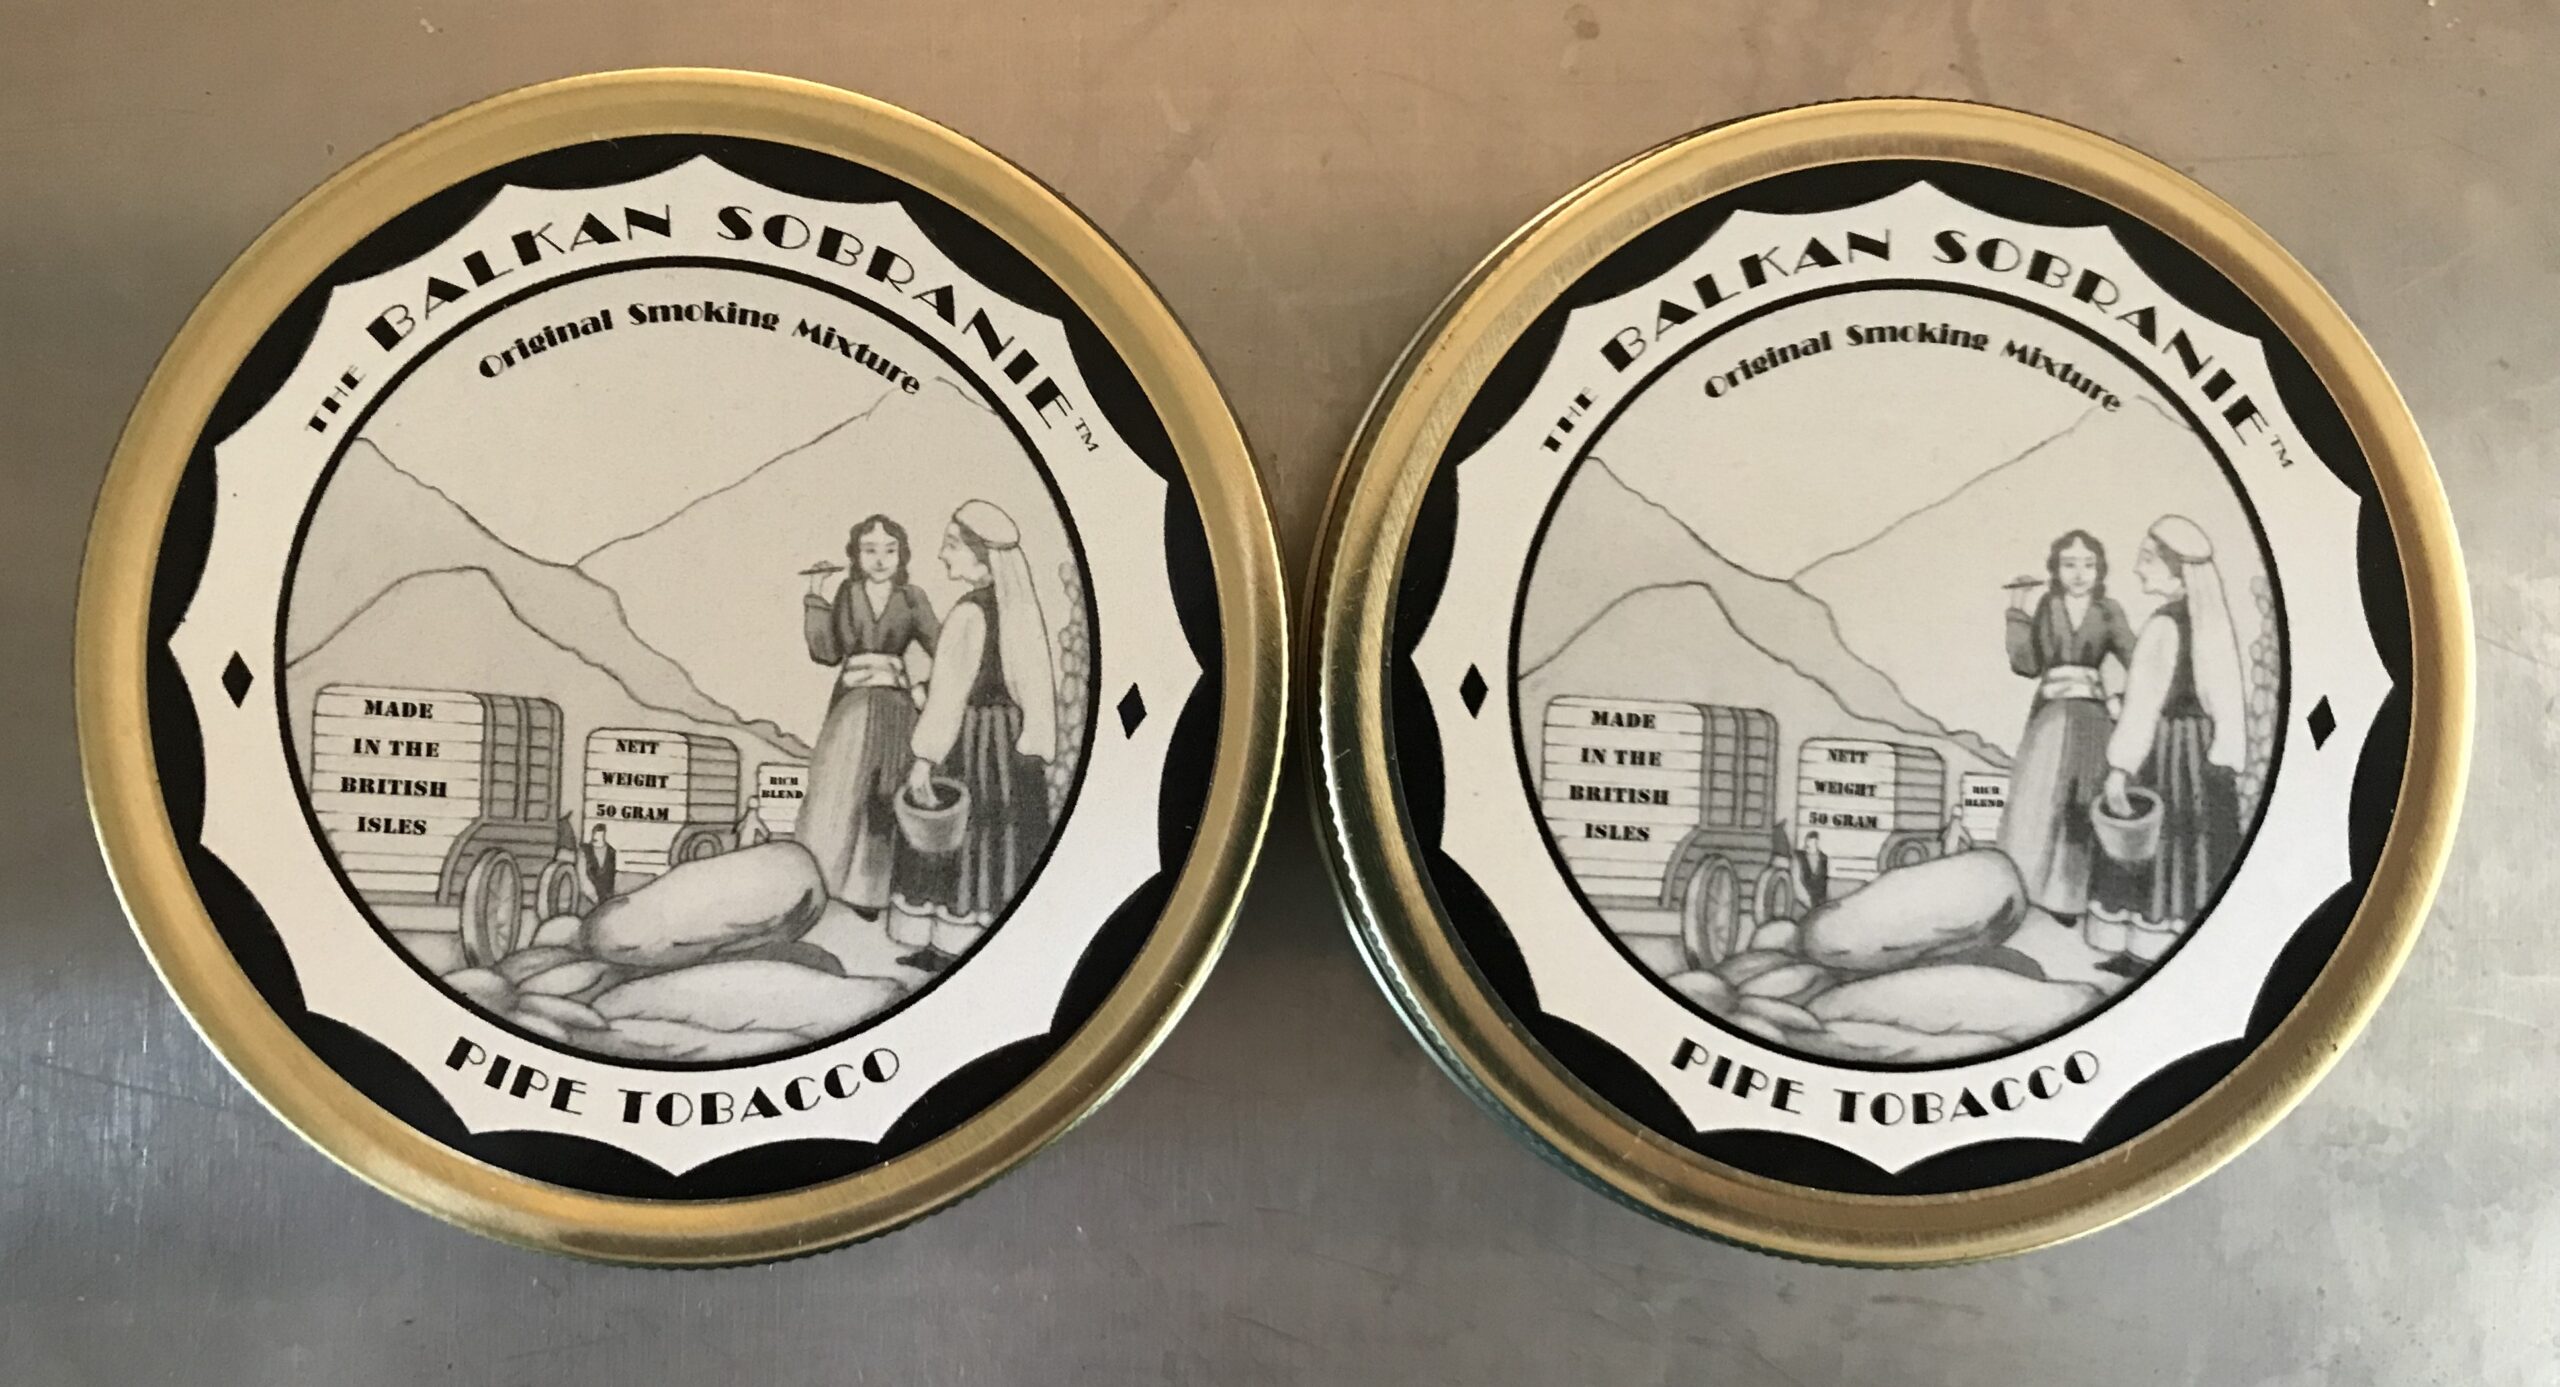 THE BALKAN SOBRANIE™
Original Smoking Mixture
MADE
IN THE
BRITISH
ISLES
NETT
WEIGHT
50 GRAM
RICH
BLEND
PIPE TOBACCO
THE BALKAN SOBRANIE™
Original Smoking Mixture
MADE
IN THE
BRITISH
ISLES
NETT
WEIGHT
50 GRAM
RICH
BLEND
PIPE TOBACCO